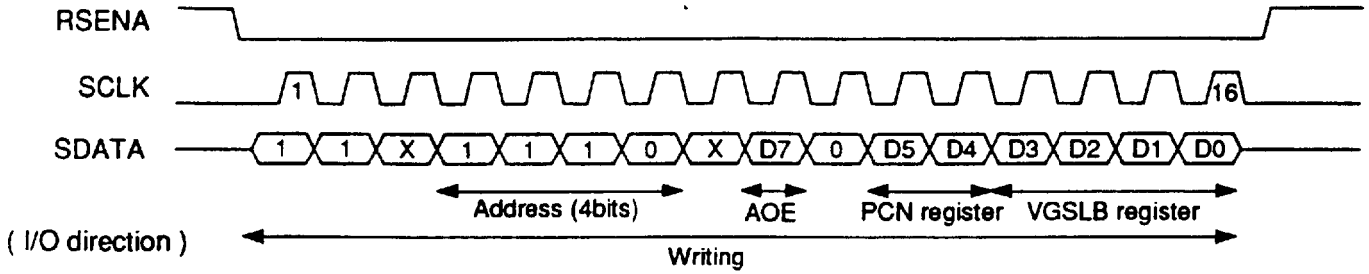 RSENA
SCLK 1 16
SDATA 1 1 X 1 1 1 0 X D7 0 D5 D4 D3 D2 D1 D0
Address (4bits) AOE PCN register VGSLB register
( I/O direction ) Writing